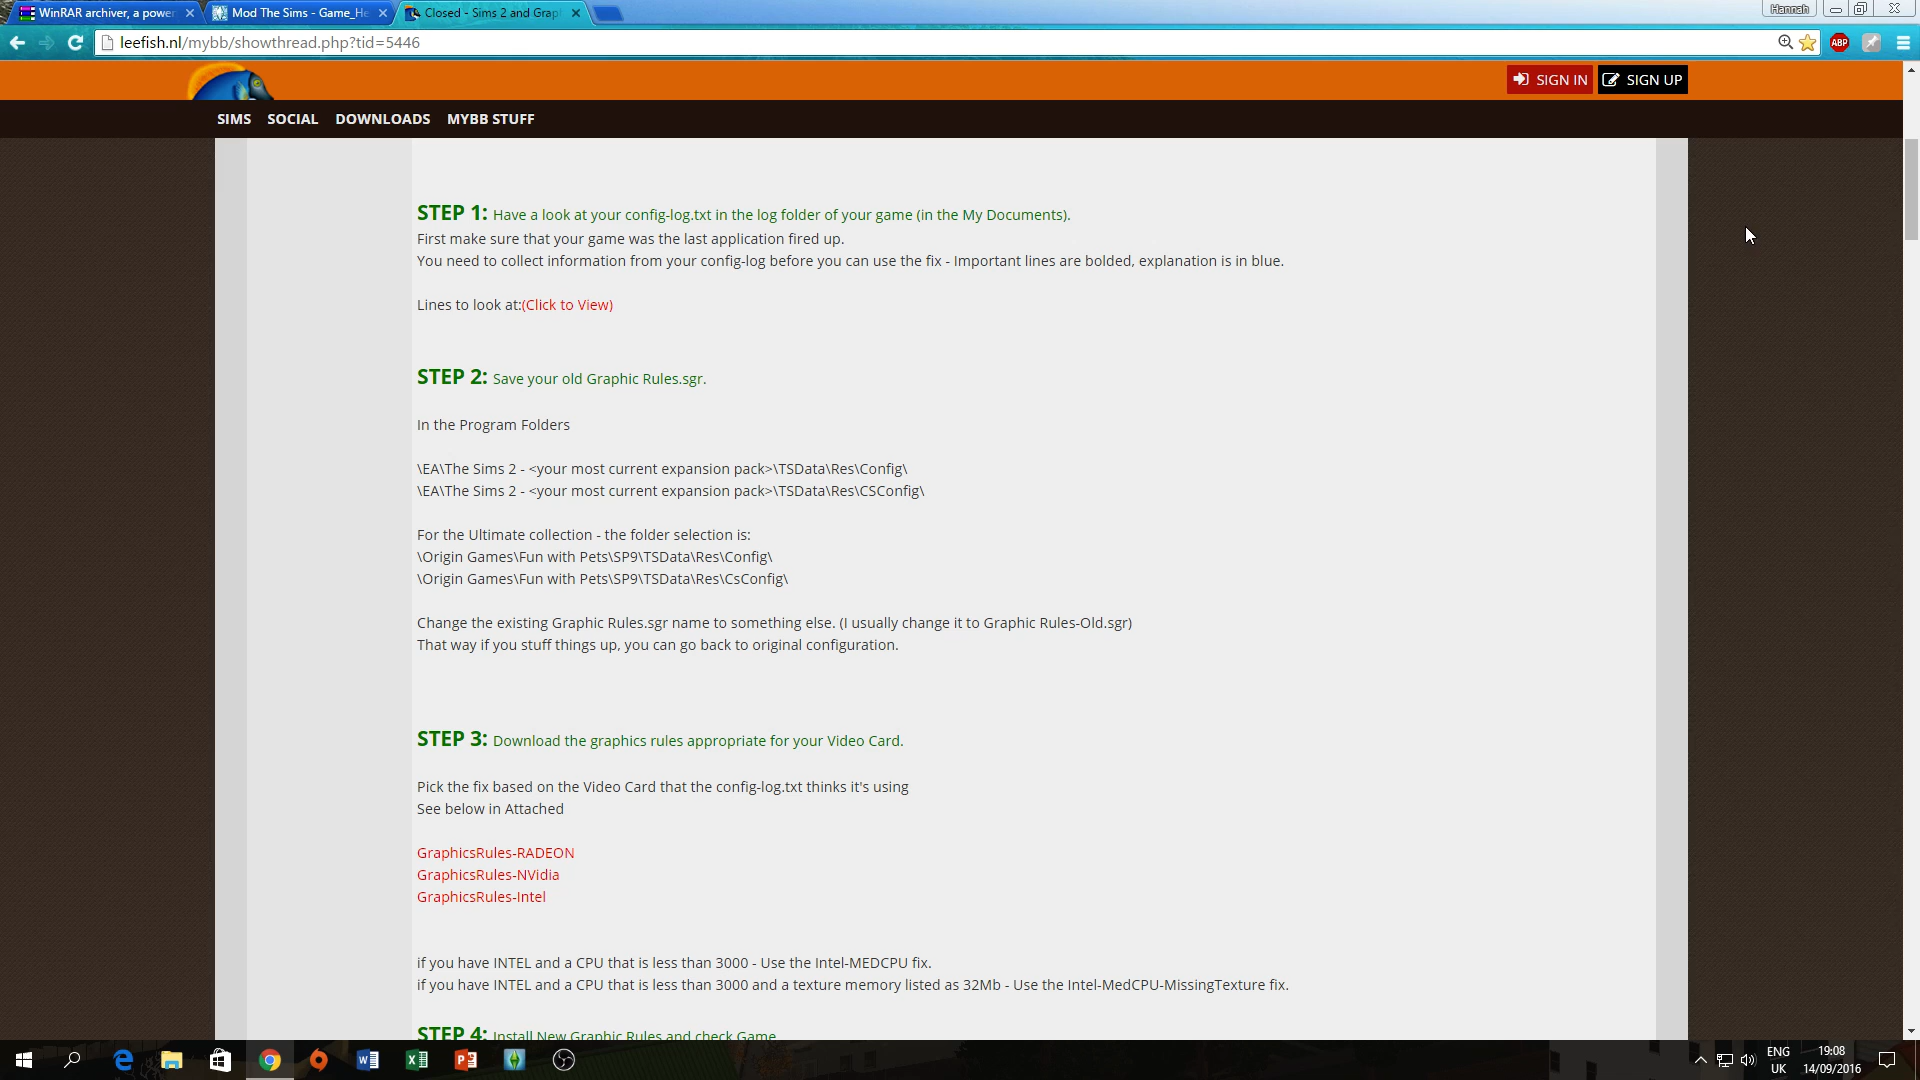 WinRAR archiver, a power
Mod The Sims - Game_He
Closed - Sims 2 and Grap
Hannah
leefish.nl/mybb/showthread.php?tid=5446
ABP
SIGN IN
SIGN UP
SIMS
SOCIAL
DOWNLOADS
MYBB STUFF
STEP 1: Have a look at your config-log.txt in the log folder of your game (in the My Documents).
First make sure that your game was the last application fired up.
You need to collect information from your config-log before you can use the fix - Important lines are bolded, explanation is in blue.
Lines to look at:(Click to View)
STEP 2: Save your old Graphic Rules.sgr.
In the Program Folders
\EA\The Sims 2 - <your most current expansion pack>\TSData\Res\Config\
\EA\The Sims 2 - <your most current expansion pack>\TSData\Res\CSConfig\
For the Ultimate collection - the folder selection is:
\Origin Games\Fun with Pets\SP9\TSData\Res\Config\
\Origin Games\Fun with Pets\SP9\TSData\Res\CsConfig\
Change the existing Graphic Rules.sgr name to something else. (I usually change it to Graphic Rules-Old.sgr)
That way if you stuff things up, you can go back to original configuration.
STEP 3: Download the graphics rules appropriate for your Video Card.
Pick the fix based on the Video Card that the config-log.txt thinks it's using
See below in Attached
GraphicsRules-RADEON
GraphicsRules-NVidia
GraphicsRules-Intel
if you have INTEL and a CPU that is less than 3000 - Use the Intel-MEDCPU fix.
if you have INTEL and a CPU that is less than 3000 and a texture memory listed as 32Mb - Use the Intel-MedCPU-MissingTexture fix.
STEP 4: Install New Graphic Rules and check Game
ENG
UK
19:08
14/09/2016